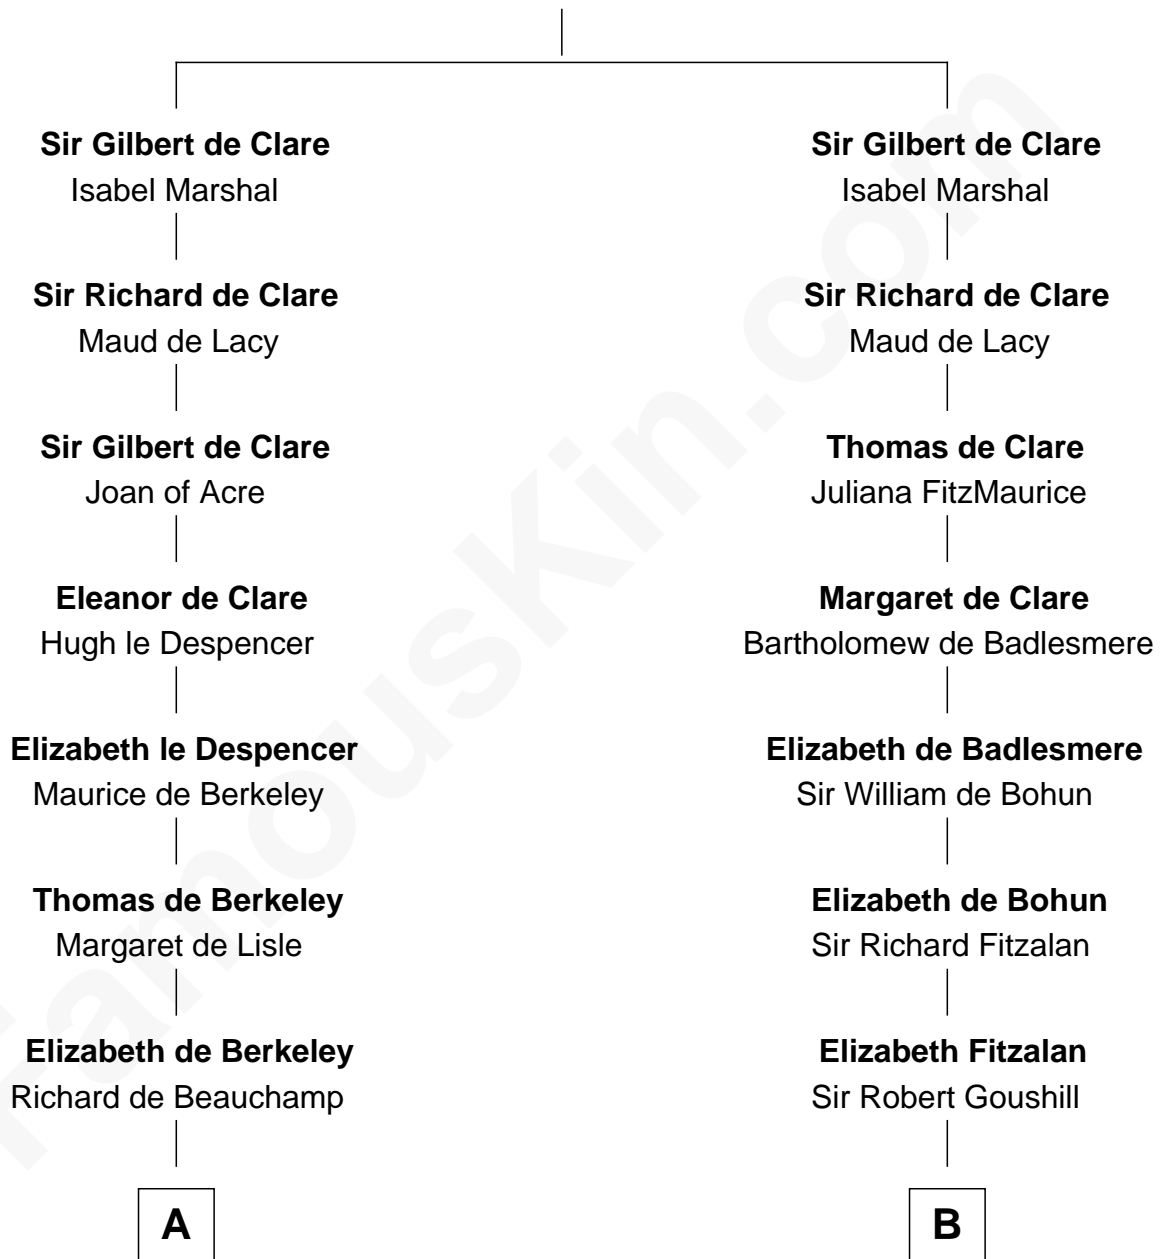 Sir Gilbert de Clare
Isabel Marshal
Sir Richard de Clare
Maud de Lacy
Sir Gilbert de Clare
Joan of Acre
Eleanor de Clare
Hugh le Despencer
Elizabeth le Despencer
Maurice de Berkeley
Thomas de Berkeley
Margaret de Lisle
Elizabeth de Berkeley
Richard de Beauchamp
A
Sir Gilbert de Clare
Isabel Marshal
Sir Richard de Clare
Maud de Lacy
Thomas de Clare
Juliana FitzMaurice
Margaret de Clare
Bartholomew de Badlesmere
Elizabeth de Badlesmere
Sir William de Bohun
Elizabeth de Bohun
Sir Richard Fitzalan
Elizabeth Fitzalan
Sir Robert Goushill
B
FamousKin.com